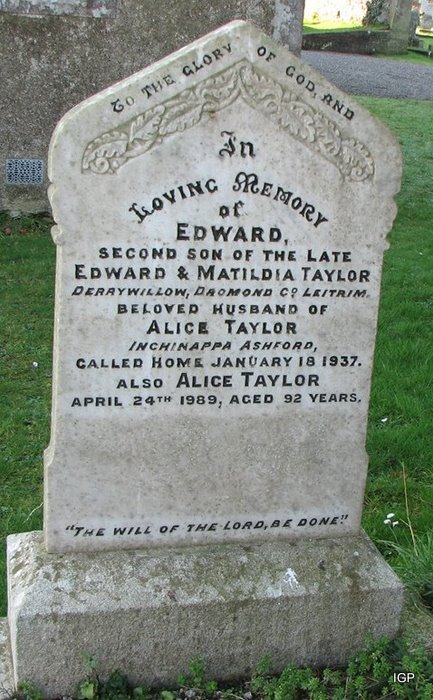 To the Glory of God, and
In
Loving Memory
of
Edward,
second son of the late
Edward & Matildia Taylor
Derrywillow, Dromond Co Leitrim.
beloved husband of
Alice Taylor
Inchinappa Ashford,
called home January 18 1937.
also Alice Taylor
April 24th 1989, aged 92 years.
"The will of the Lord, be done".
IGP